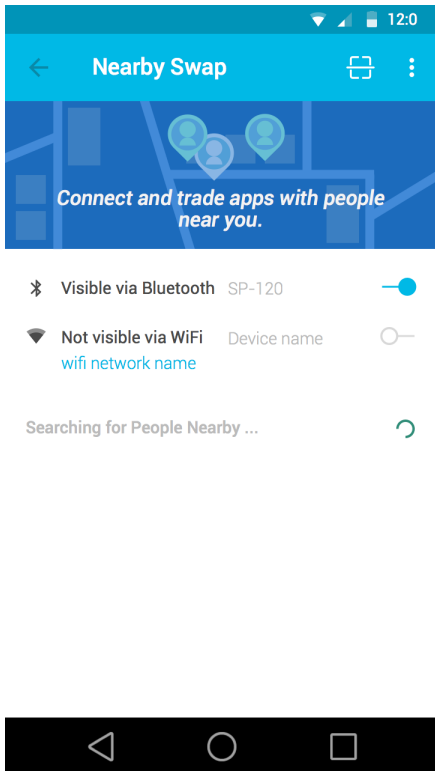 12:0
Nearby Swap
Connect and trade apps with people
near you.
Visible via Bluetooth SP-120
Not visible via WiFi Device name
wifi network name
Searching for People Nearby ...